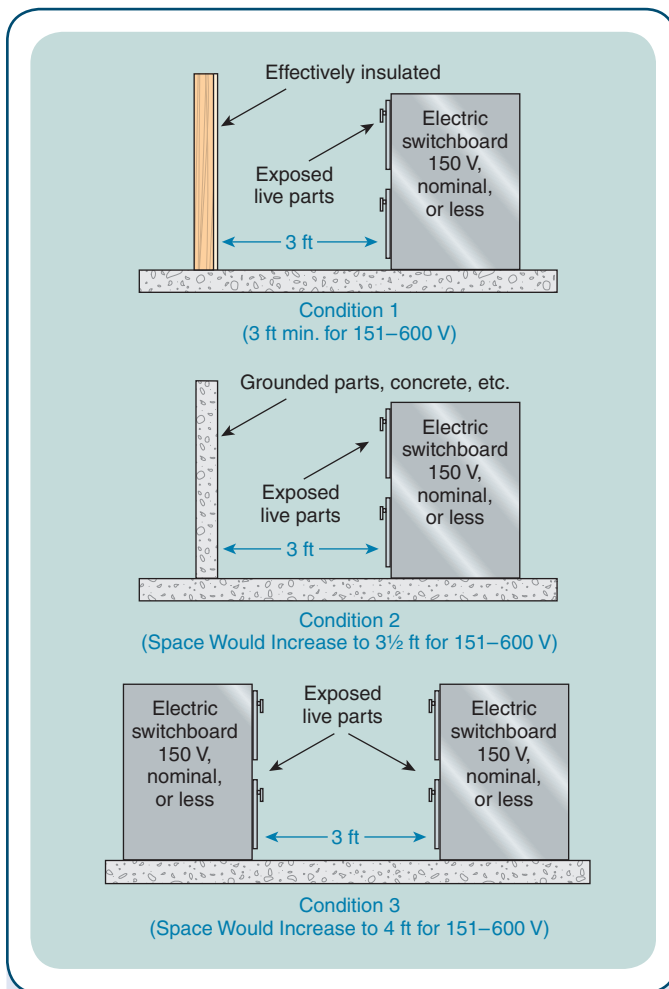 Effectively insulated
Exposed
live parts
Electric
switchboard
150 V,
nominal,
or less
3 ft
Condition 1
(3 ft min. for 151–600 V)
Grounded parts, concrete, etc.
Exposed
live parts
Electric
switchboard
150 V,
nominal,
or less
3 ft
Condition 2
(Space Would Increase to 3½ ft for 151–600 V)
Electric
switchboard
150 V,
nominal,
or less
Exposed
live parts
Electric
switchboard
150 V,
nominal,
or less
3 ft
Condition 3
(Space Would Increase to 4 ft for 151–600 V)